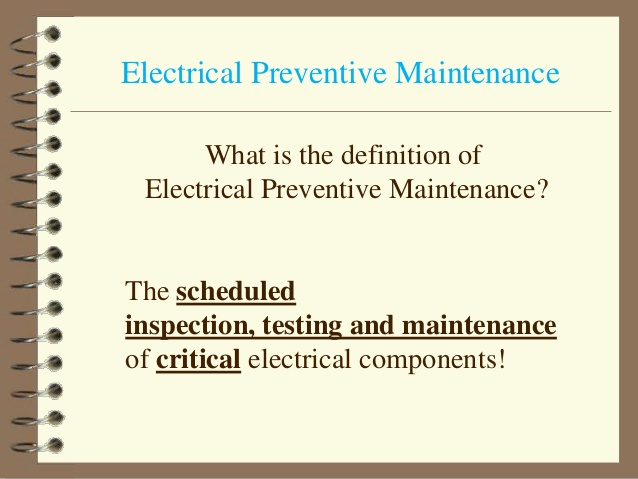 Electrical Preventive Maintenance
What is the definition of
Electrical Preventive Maintenance?
The scheduled
inspection, testing and maintenance
of critical electrical components!